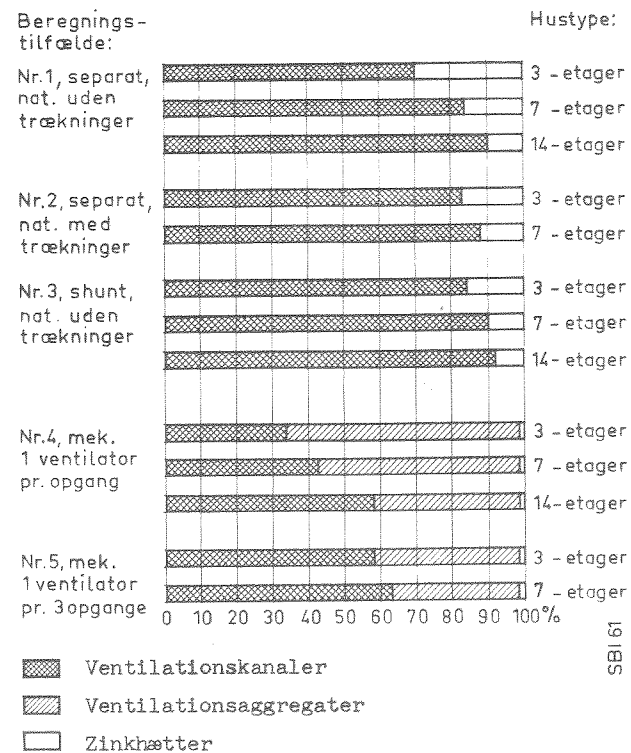 Beregnings-
tilfælde:
Hustype:
Nr.1, separat,
nat. uden
trækninger
3 - etager
7 - etager
14-etager
Nr.2, separat,
nat. med
trækninger
3 - etager
7 - etager
Nr.3, shunt,
nat. uden
trækninger
3 - etager
7 - etager
14-etager
Nr.4, mek.
1 ventilator
pr. opgang
3 - etager
7 - etager
14-etager
Nr.5, mek.
1 ventilator
pr. 3 opgange
3 - etager
7 - etager
0 10 20 30 40 50 60 70 80 90 100%
SBI 61
Ventilationskanaler
Ventilationsaggregater
Zinkhætter